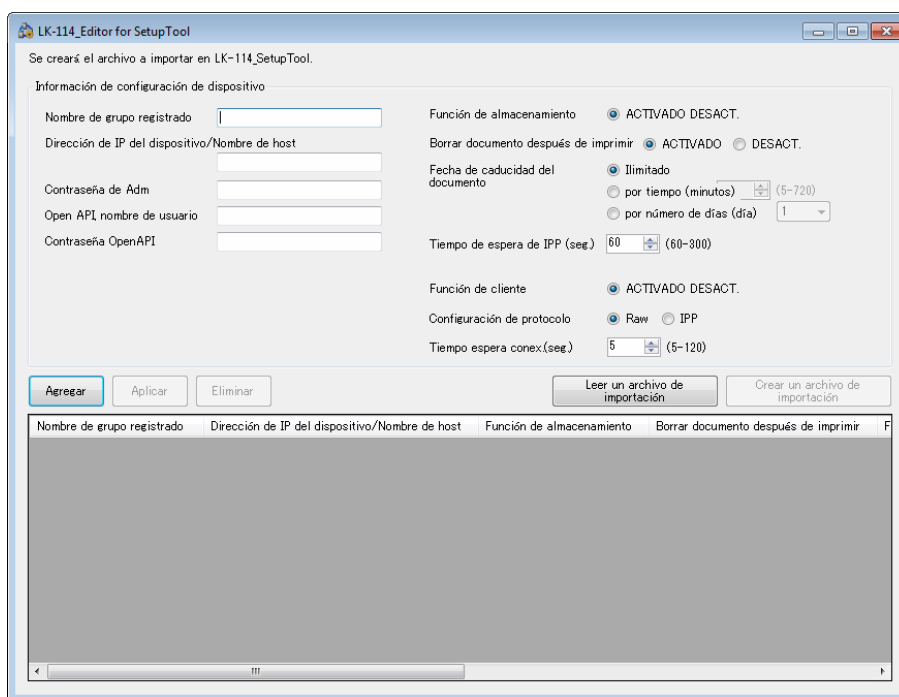 LK-114_Editor for SetupTool
Se creará el archivo a importar en LK-114_SetupTool.
Información de configuración de dispositivo
Nombre de grupo registrado
Dirección de IP del dispositivo/Nombre de host
Contraseña de Adm
Open API, nombre de usuario
Contraseña OpenAPI
Función de almacenamiento ACTIVADO DESACT.
Borrar documento después de imprimir ACTIVADO DESACT.
Fecha de caducidad del
documento
Ilimitado
por tiempo (minutos) (5-720)
por número de días (día) 1
Tiempo de espera de IPP (seg.) 60 (60-300)
Función de cliente ACTIVADO DESACT.
Configuración de protocolo Raw IPP
Tiempo espera conex.(seg.) 5 (5-120)
Agregar Aplicar Eliminar
Leer un archivo de
importación
Crear un archivo de
importación
Nombre de grupo registrado Dirección de IP del dispositivo/Nombre de host Función de almacenamiento Borrar documento después de imprimir F